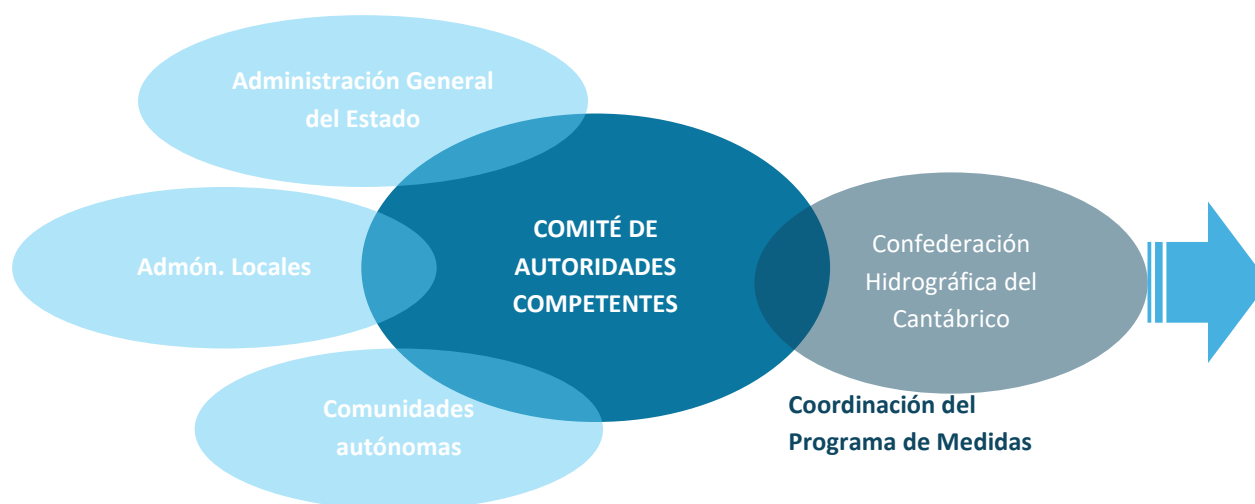 Administración General
del Estado
Admón. Locales
Comunidades
autónomas
COMITÉ DE
AUTORIDADES
COMPETENTES
Confederación
Hidrográfica del
Cantábrico
Coordinación del
Programa de Medidas